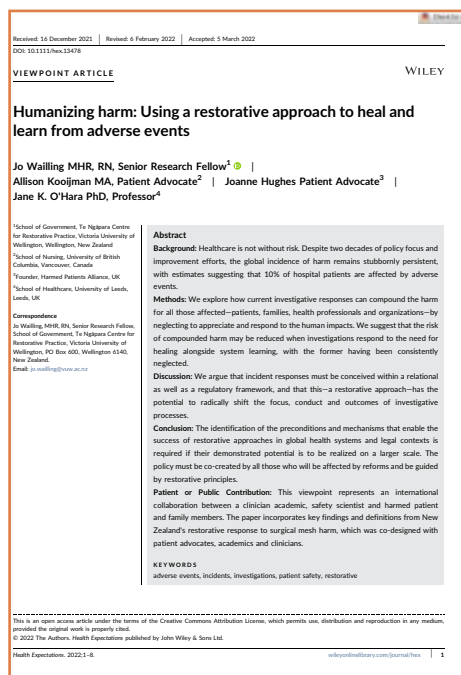 Received: 16 December 2021 | Revised: 6 February 2022 | Accepted: 5 March 2022
DOI: 10.1111/hex.13478
VIEWPOINT ARTICLE
WILEY
Humanizing harm: Using a restorative approach to heal and
learn from adverse events
Jo Wailling MHR, RN, Senior Research Fellow1 |
Allison Kooijman MA, Patient Advocate2 | Joanne Hughes Patient Advocate3 |
Jane K. O'Hara PhD, Professor4
1School of Government, Te Ngāpara Centre
for Restorative Practice, Victoria University of
Wellington, Wellington, New Zealand
2School of Nursing, University of British
Columbia, Vancouver, Canada
3Founder, Harmed Patients Alliance, UK
4School of Healthcare, University of Leeds,
Leeds, UK
Correspondence
Jo Wailling, MHR, RN, Senior Research Fellow,
School of Government, Te Ngāpara Centre for
Restorative Practice, Victoria University of
Wellington, PO Box 600, Wellington 6140,
New Zealand.
Email: jo.wailling@vuw.ac.nz
Abstract
Background: Healthcare is not without risk. Despite two decades of policy focus and
improvement efforts, the global incidence of harm remains stubbornly persistent,
with estimates suggesting that 10% of hospital patients are affected by adverse
events.
Methods: We explore how current investigative responses can compound the harm
for all those affected—patients, families, health professionals and organizations—by
neglecting to appreciate and respond to the human impacts. We suggest that the risk
of compounded harm may be reduced when investigations respond to the need for
healing alongside system learning, with the former having been consistently
neglected.
Discussion: We argue that incident responses must be conceived within a relational
as well as a regulatory framework, and that this—a restorative approach—has the
potential to radically shift the focus, conduct and outcomes of investigative
processes.
Conclusion: The identification of the preconditions and mechanisms that enable the
success of restorative approaches in global health systems and legal contexts is
required if their demonstrated potential is to be realized on a larger scale. The
policy must be co-created by all those who will be affected by reforms and be guided
by restorative principles.
Patient or Public Contribution: This viewpoint represents an international
collaboration between a clinician academic, safety scientist and harmed patient
and family members. The paper incorporates key findings and definitions from New
Zealand's restorative response to surgical mesh harm, which was co-designed with
patient advocates, academics and clinicians.
KEYWORDS
adverse events, incidents, investigations, patient safety, restorative
This is an open access article under the terms of the Creative Commons Attribution License, which permits use, distribution and reproduction in any medium,
provided the original work is properly cited.
© 2022 The Authors. Health Expectations published by John Wiley & Sons Ltd.
Health Expectations. 2022;1–8.
wileyonlinelibrary.com/journal/hex | 1